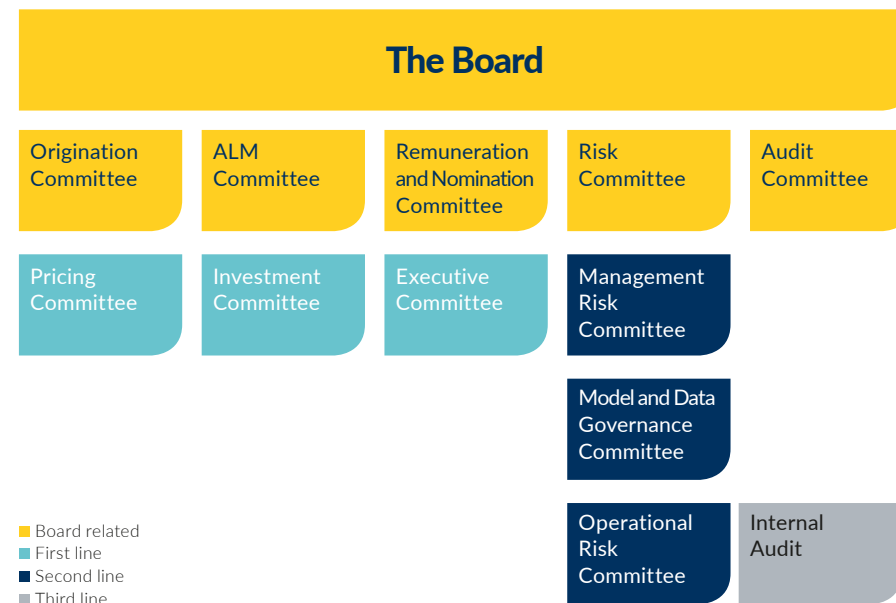 The Board
Origination
Committee
ALM
Committee
Remuneration
and Nomination
Committee
Risk
Committee
Audit
Committee
Pricing
Committee
Investment
Committee
Executive
Committee
Management
Risk
Committee
Model and Data
Governance
Committee
Operational
Risk
Committee
Internal
Audit
Board related
First line
Second line
Third line